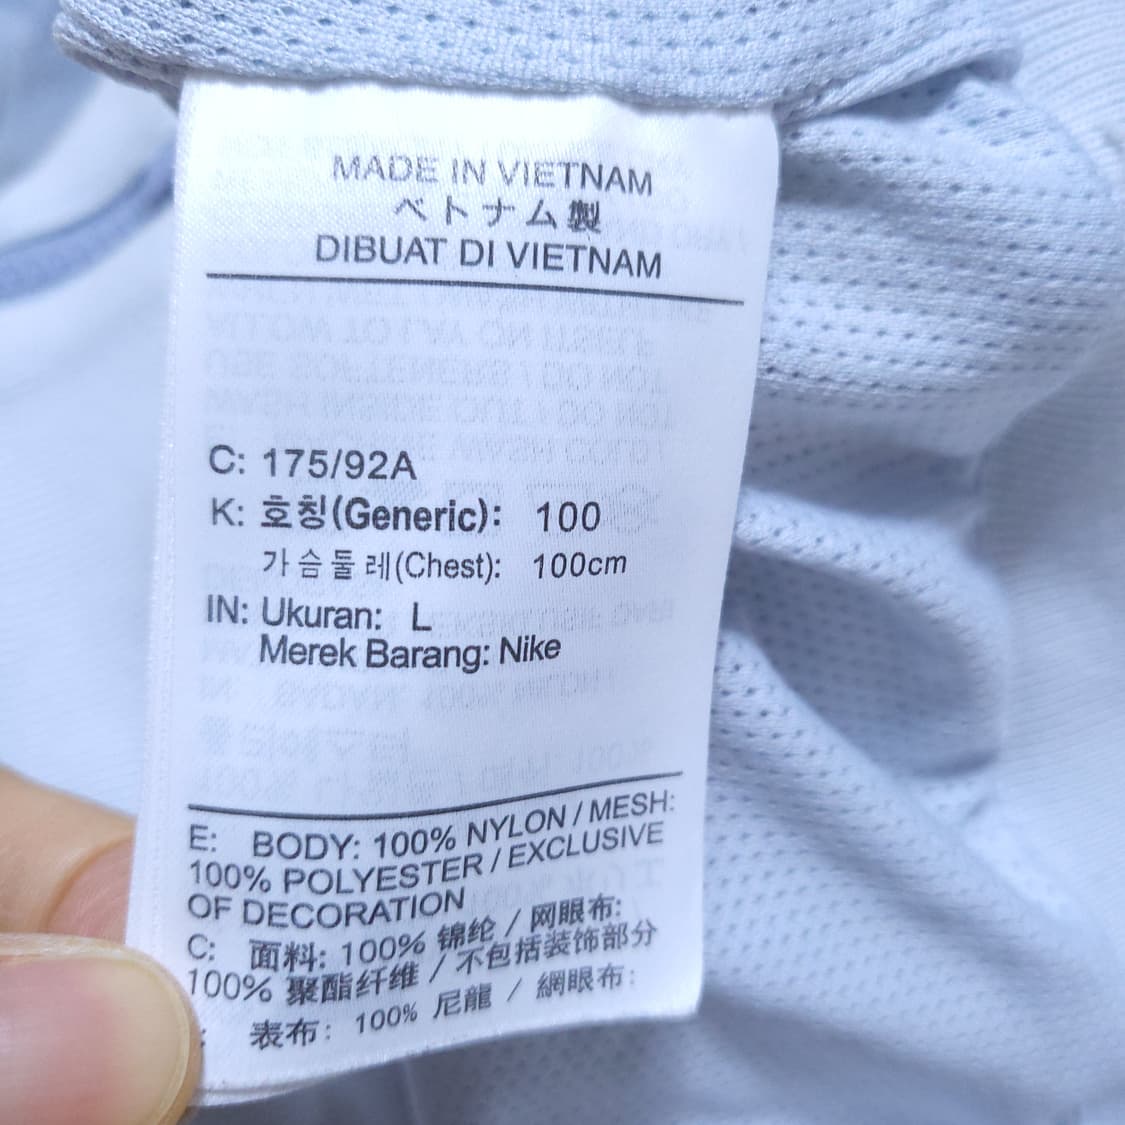 MADE IN VIETNAM
ベトナム製
DIBUAT DI VIETNAM
C: 175/92A
K: 호칭(Generic): 100
가슴둘레(Chest): 100cm
IN: Ukuran: L
Merek Barang: Nike
E: BODY: 100% NYLON / MESH:
100% POLYESTER / EXCLUSIVE
OF DECORATION
C: 面料: 100% 锦纶 / 网眼布:
100% 聚酯纤维 / 不包括装饰部分
: 表布: 100% 尼龍 / 網眼布: